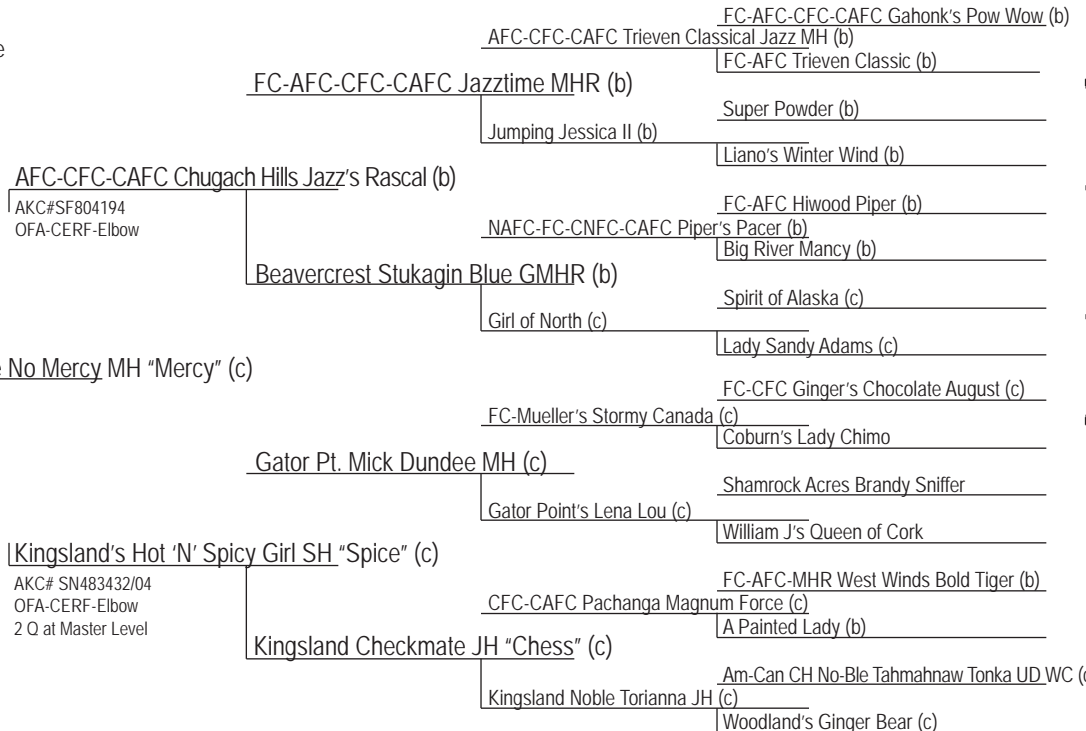 FC-AFC-CFC-CAFC Gahonk's Pow Wow (b)
AFC-CFC-CAFC Trieven Classical Jazz MH (b)
FC-AFC Trieven Classic (b)
FC-AFC-CFC-CAFC Jazztime MHR (b)
Super Powder (b)
Jumping Jessica II (b)
Liano's Winter Wind (b)
AFC-CFC-CAFC Chugach Hills Jazz's Rascal (b)
AKC#SF804194
OFA-CERF-Elbow
FC-AFC Hiwood Piper (b)
NAFC-FC-CNFC-CAFC Piper's Pacer (b)
Big River Mancy (b)
Beavercrest Stukagin Blue GMHR (b)
Spirit of Alaska (c)
Girl of North (c)
Lady Sandy Adams (c)
No Mercy MH “Mercy” (c)
FC-CFC Ginger's Chocolate August (c)
FC-Mueller's Stormy Canada (c)
Coburn's Lady Chimo
Gator Pt. Mick Dundee MH (c)
Shamrock Acres Brandy Sniffer
Gator Point's Lena Lou (c)
William J's Queen of Cork
Kingsland's Hot 'N' Spicy Girl SH “Spice” (c)
AKC# SN483432/04
OFA-CERF-Elbow
2 Q at Master Level
FC-AFC-MHR West Winds Bold Tiger (b)
CFC-CAFC Pachanga Magnum Force (c)
A Painted Lady (b)
Kingsland Checkmate JH “Chess” (c)
Am-Can CH No-Ble Tahmahnaw Tonka UD WC
Kingsland Noble Torianna JH (c)
Woodland's Ginger Bear (c)